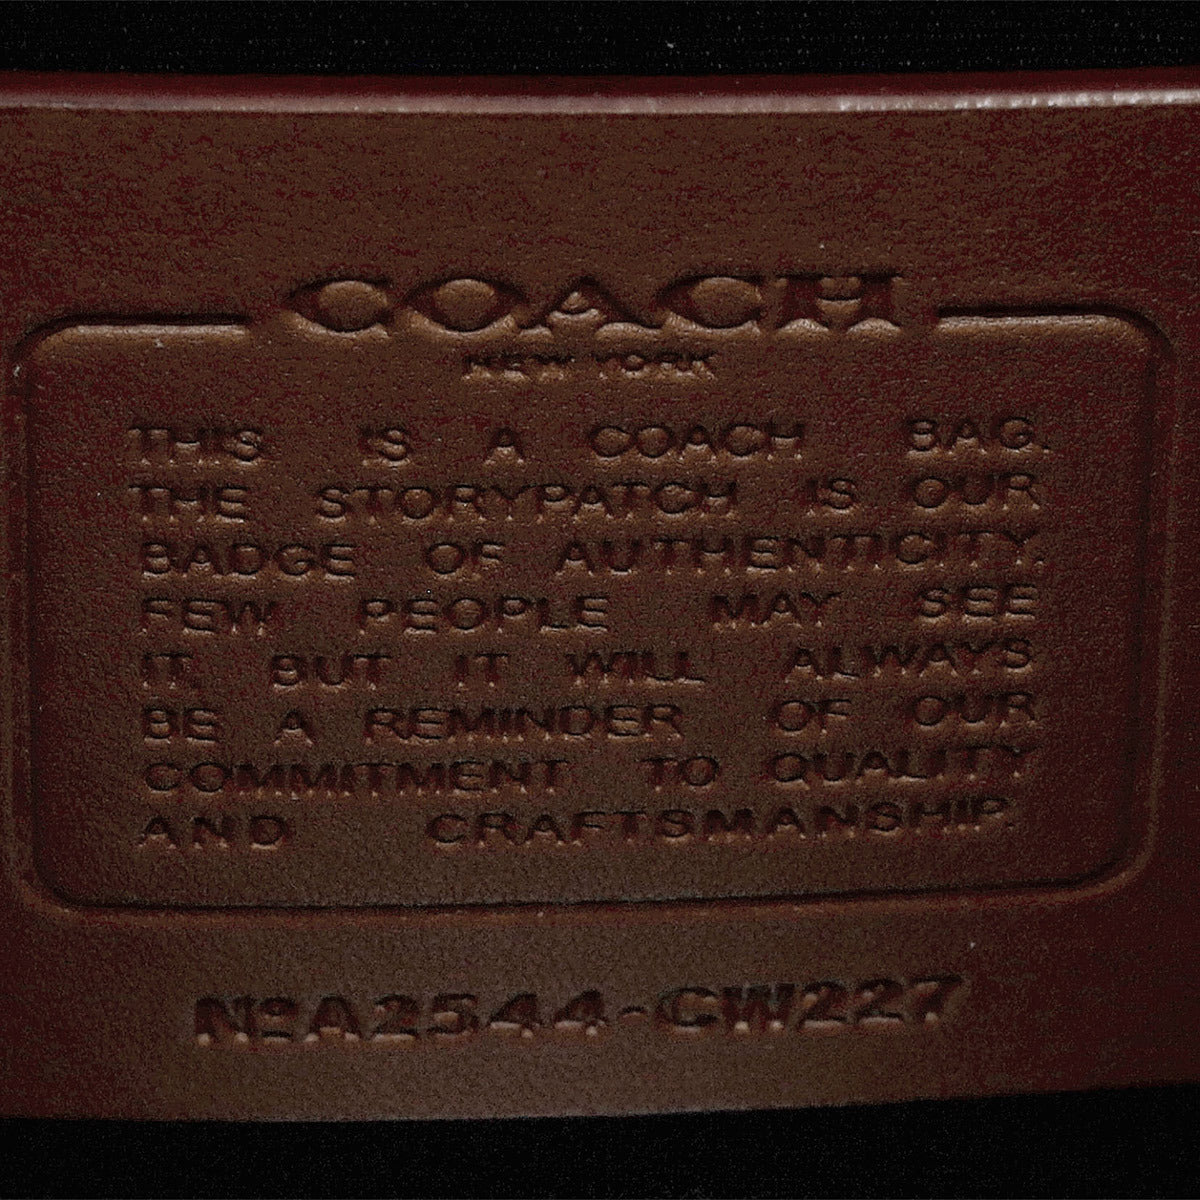 COACH
NEW YORK
THIS IS A COACH BAG.
THE STORYPATCH IS OUR
BADGE OF AUTHENTICITY.
FEW PEOPLE MAY SEE
IT. BUT IT WILL ALWAYS
BE A REMINDER OF OUR
COMMITMENT TO QUALITY
AND CRAFTSMANSHIP.
NºA2544-CW227